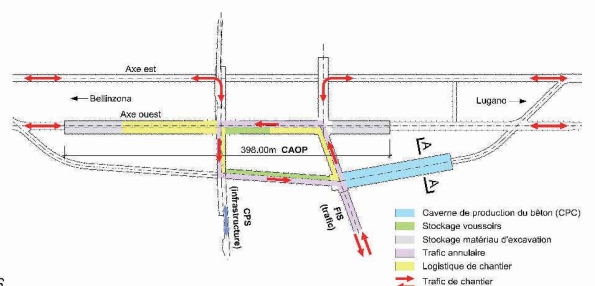 Axe est
Bellinzona
Lugano
Axe ouest
A
398.00m CAOP
A
CPS
(infrastructure)
FIS
(trafic)
Caverne de production du béton (CPC)
Stockage voussoirs
Stockage matériau d'excavation
Trafic annulaire
Logistique de chantier
Trafic de chantier